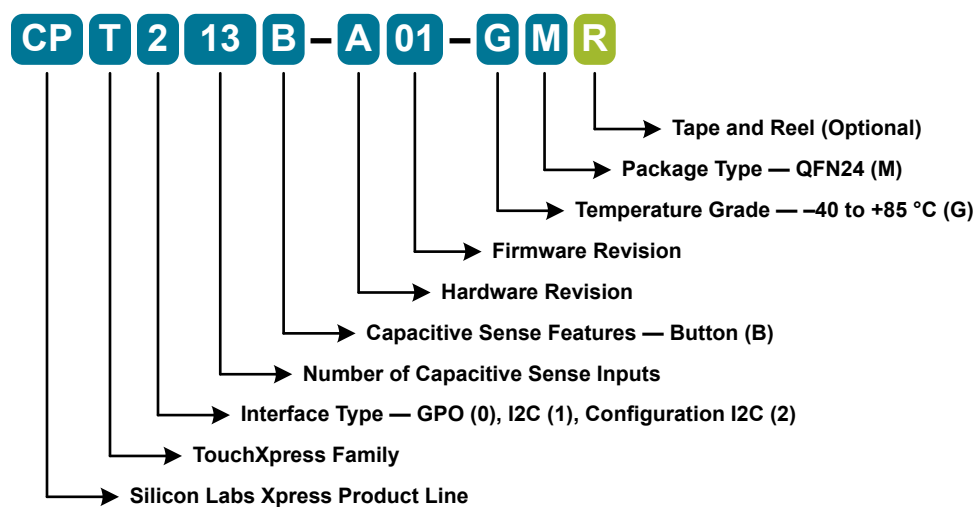 CP T 2 13 B – A 01 – G M R
Tape and Reel (Optional)
Package Type — QFN24 (M)
Temperature Grade — –40 to +85 °C (G)
Firmware Revision
Hardware Revision
Capacitive Sense Features — Button (B)
Number of Capacitive Sense Inputs
Interface Type — GPO (0), I2C (1), Configuration I2C (2)
TouchXpress Family
Silicon Labs Xpress Product Line